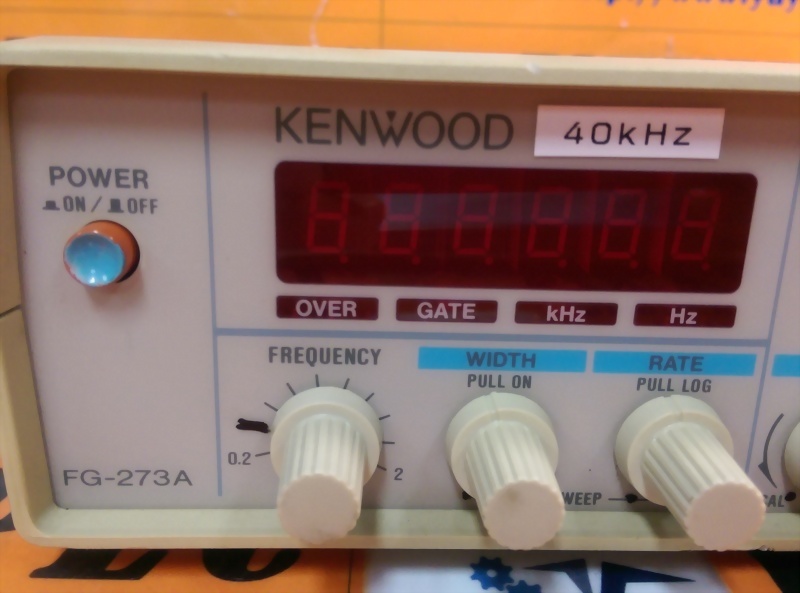 KENWOOD
40kHz
POWER
ON / OFF
OVER GATE kHz Hz
FREQUENCY WIDTH RATE
PULL ON PULL LOG
0.2 2
FG-273A